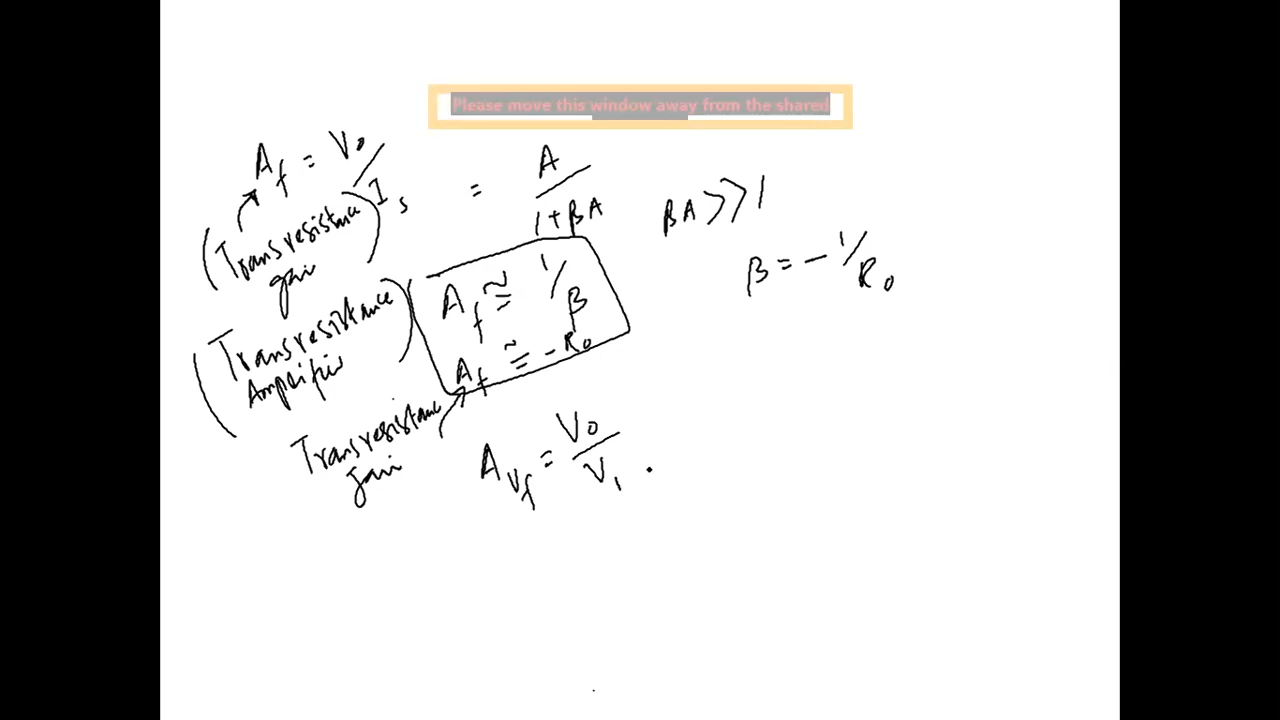 Please move this window away from the shared
A_f = V_o / I_s = A / (1 + βA)
βA >> 1
β = - 1/R_o
(Transresistance gain)
A_f ≅ 1/β
(Transresistance Amplifier)
A_f ≅ - R_o
Transresistance gain
A_Vf = V_o / V_1 .